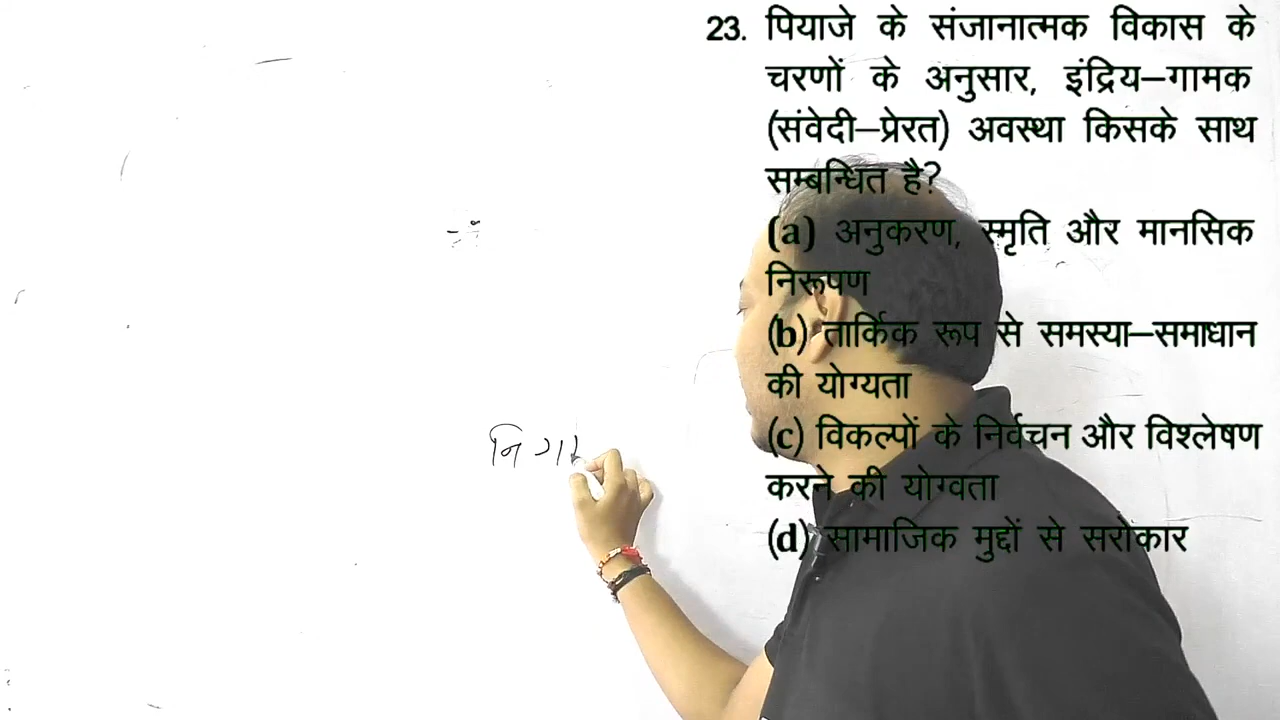 23. पियाजे के संजानात्मक विकास के
चरणों के अनुसार, इंद्रिय–गामक
(संवेदी–प्रेरत) अवस्था किसके साथ
सम्बन्धित है?
(a) अनुकरण, स्मृति और मानसिक
निरूपण
(b) तार्किक रूप से समस्या–समाधान
की योग्यता
(c) विकल्पों के निर्वचन और विश्लेषण
करने की योग्वता
(d) सामाजिक मुद्दों से सरोकार